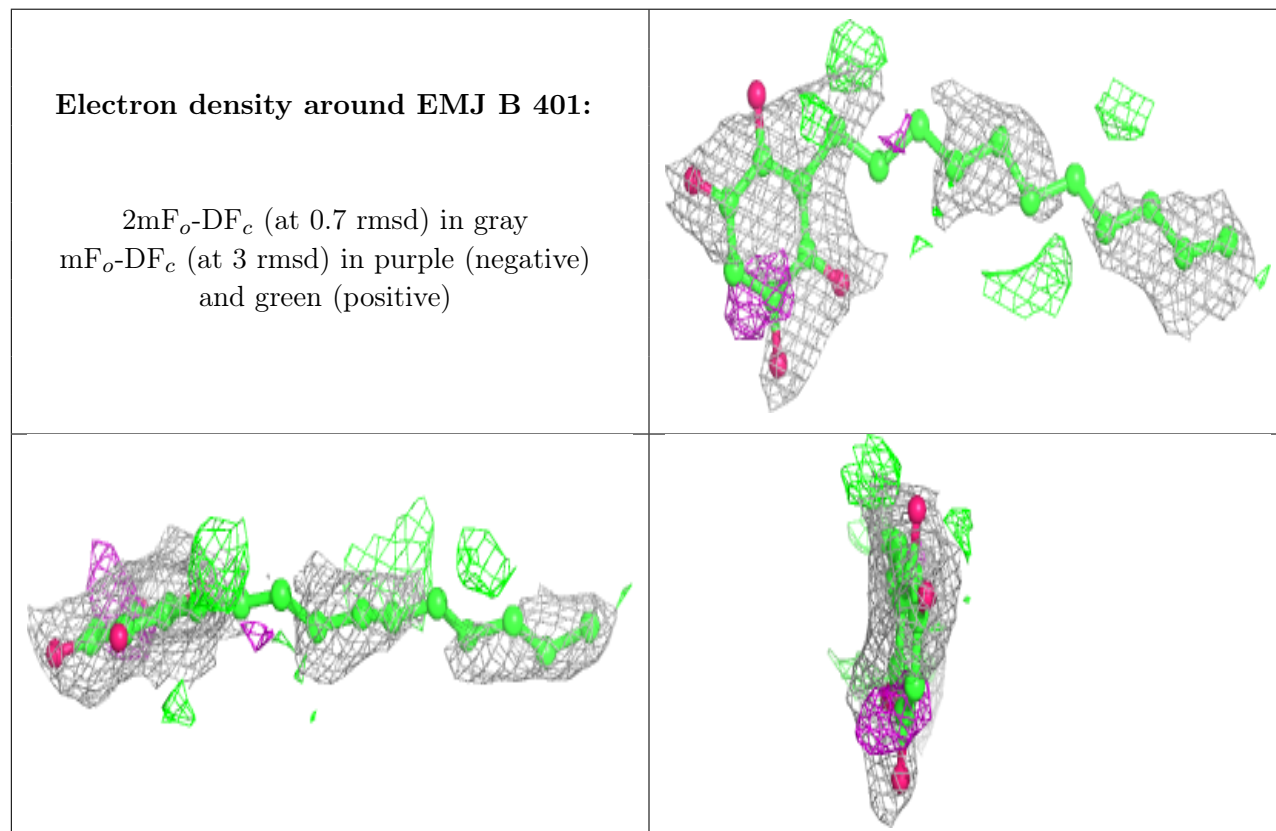 Electron density around EMJ B 401:
2mFₒ-DF𝑐 (at 0.7 rmsd) in gray
mFₒ-DF𝑐 (at 3 rmsd) in purple (negative)
and green (positive)